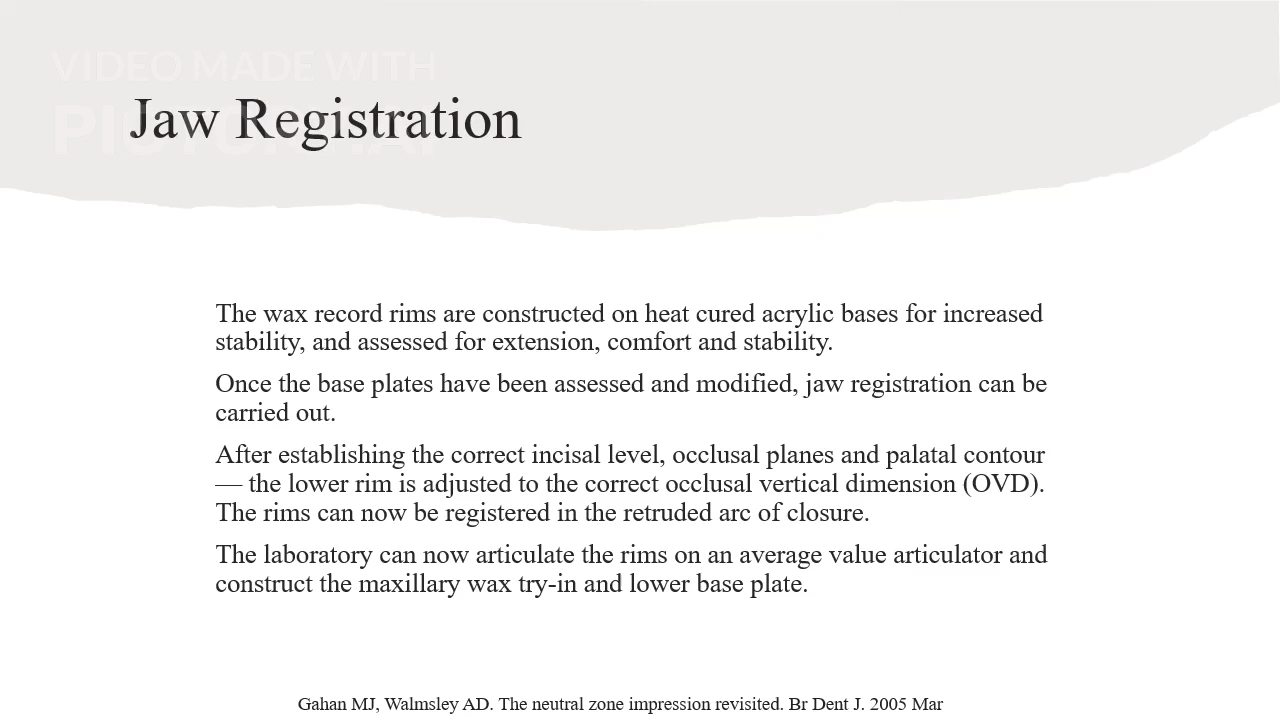 VIDEO MADE WITH
PICTORY.AI
Jaw Registration
The wax record rims are constructed on heat cured acrylic bases for increased
stability, and assessed for extension, comfort and stability.
Once the base plates have been assessed and modified, jaw registration can be
carried out.
After establishing the correct incisal level, occlusal planes and palatal contour
— the lower rim is adjusted to the correct occlusal vertical dimension (OVD).
The rims can now be registered in the retruded arc of closure.
The laboratory can now articulate the rims on an average value articulator and
construct the maxillary wax try-in and lower base plate.
Gahan MJ, Walmsley AD. The neutral zone impression revisited. Br Dent J. 2005 Mar